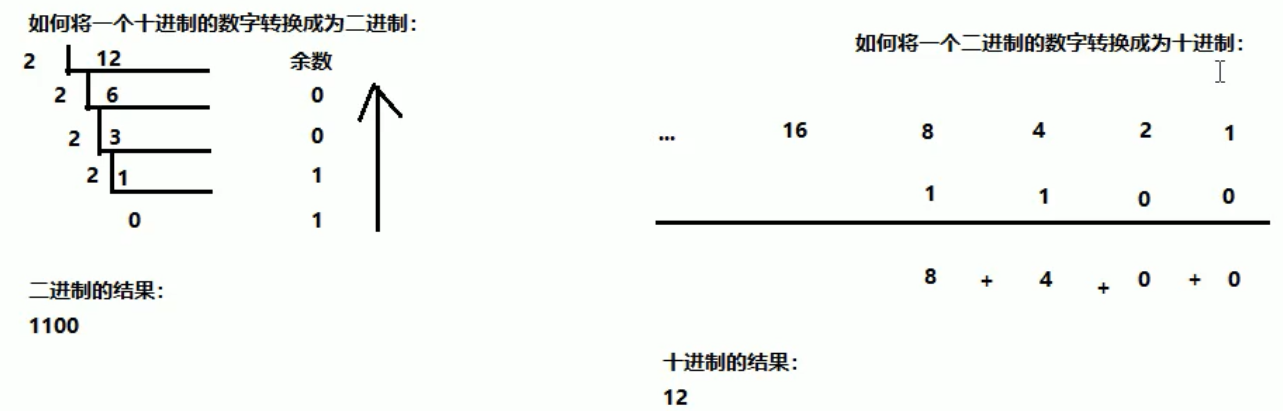 如何将一个十进制的数字转换成为二进制：
2 12 余数
2 6 0
2 3 0
2 1 1
0 1
二进制的结果：
1100
如何将一个二进制的数字转换成为十进制：
... 16 8 4 2 1
1 1 0 0
8 + 4 + 0 + 0
十进制的结果：
12